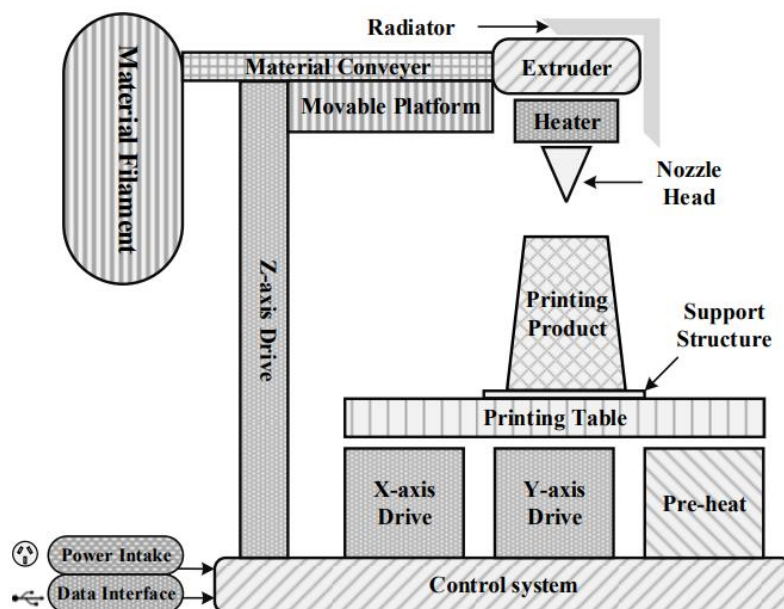 Radiator
Material Conveyer
Extruder
Movable Platform
Heater
Material Filament
Nozzle
Head
Z-axis Drive
Printing
Product
Support
Structure
Printing Table
X-axis
Drive
Y-axis
Drive
Pre-heat
Power Intake
Data Interface
Control system